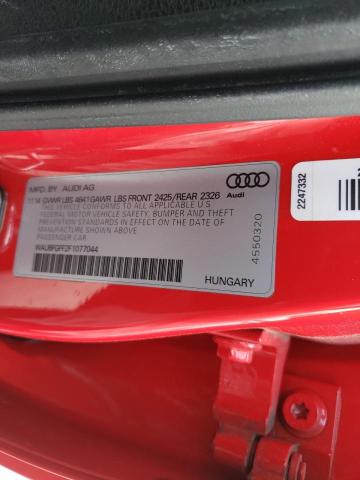 MFD. BY AUDI AG
11 14 GVWR LBS 4641 GAWR LBS FRONT 2425/REAR 2326
THIS VEHICLE CONFORMS TO ALL APPLICABLE U.S.
FEDERAL MOTOR VEHICLE SAFETY, BUMPER AND THEFT
PREVENTION STANDARDS IN EFFECT ON THE DATE OF
MANUFACTURE SHOWN ABOVE
PASSENGER CAR
WAUBFGFF2F1077044
Audi
4550320
HUNGARY
2247332